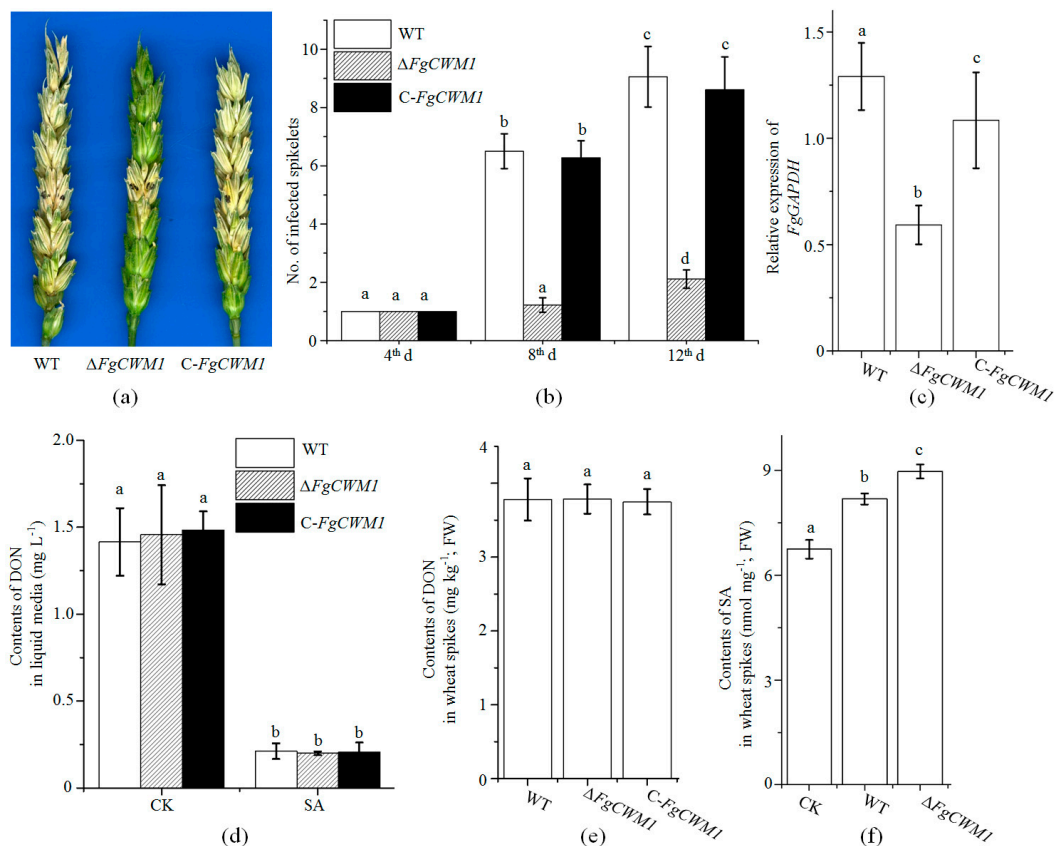 WT
ΔFgCWM1
C-FgCWM1
(a)
No. of infected spikelets
10
8
6
4
2
0
WT
ΔFgCWM1
C-FgCWM1
a
a
a
b
a
b
c
d
c
4th d
8th d
12th d
(b)
Relative expression of
FgGAPDH
1.5
1.0
0.5
0
a
b
c
WT
ΔFgCWM1
C-FgCWM1
(c)
Contents of DON
in liquid media (mg L-1)
2.0
1.5
1.0
0.5
0
WT
ΔFgCWM1
C-FgCWM1
a
a
a
b
b
b
CK
SA
(d)
Contents of DON
in wheat spikes (mg kg-1; FW)
4
3
2
1
0
a
a
a
WT
ΔFgCWM1
C-FgCWM1
(e)
Contents of SA
in wheat spikes (nmol mg-1; FW)
9
6
3
0
a
b
c
CK
WT
ΔFgCWM1
(f)